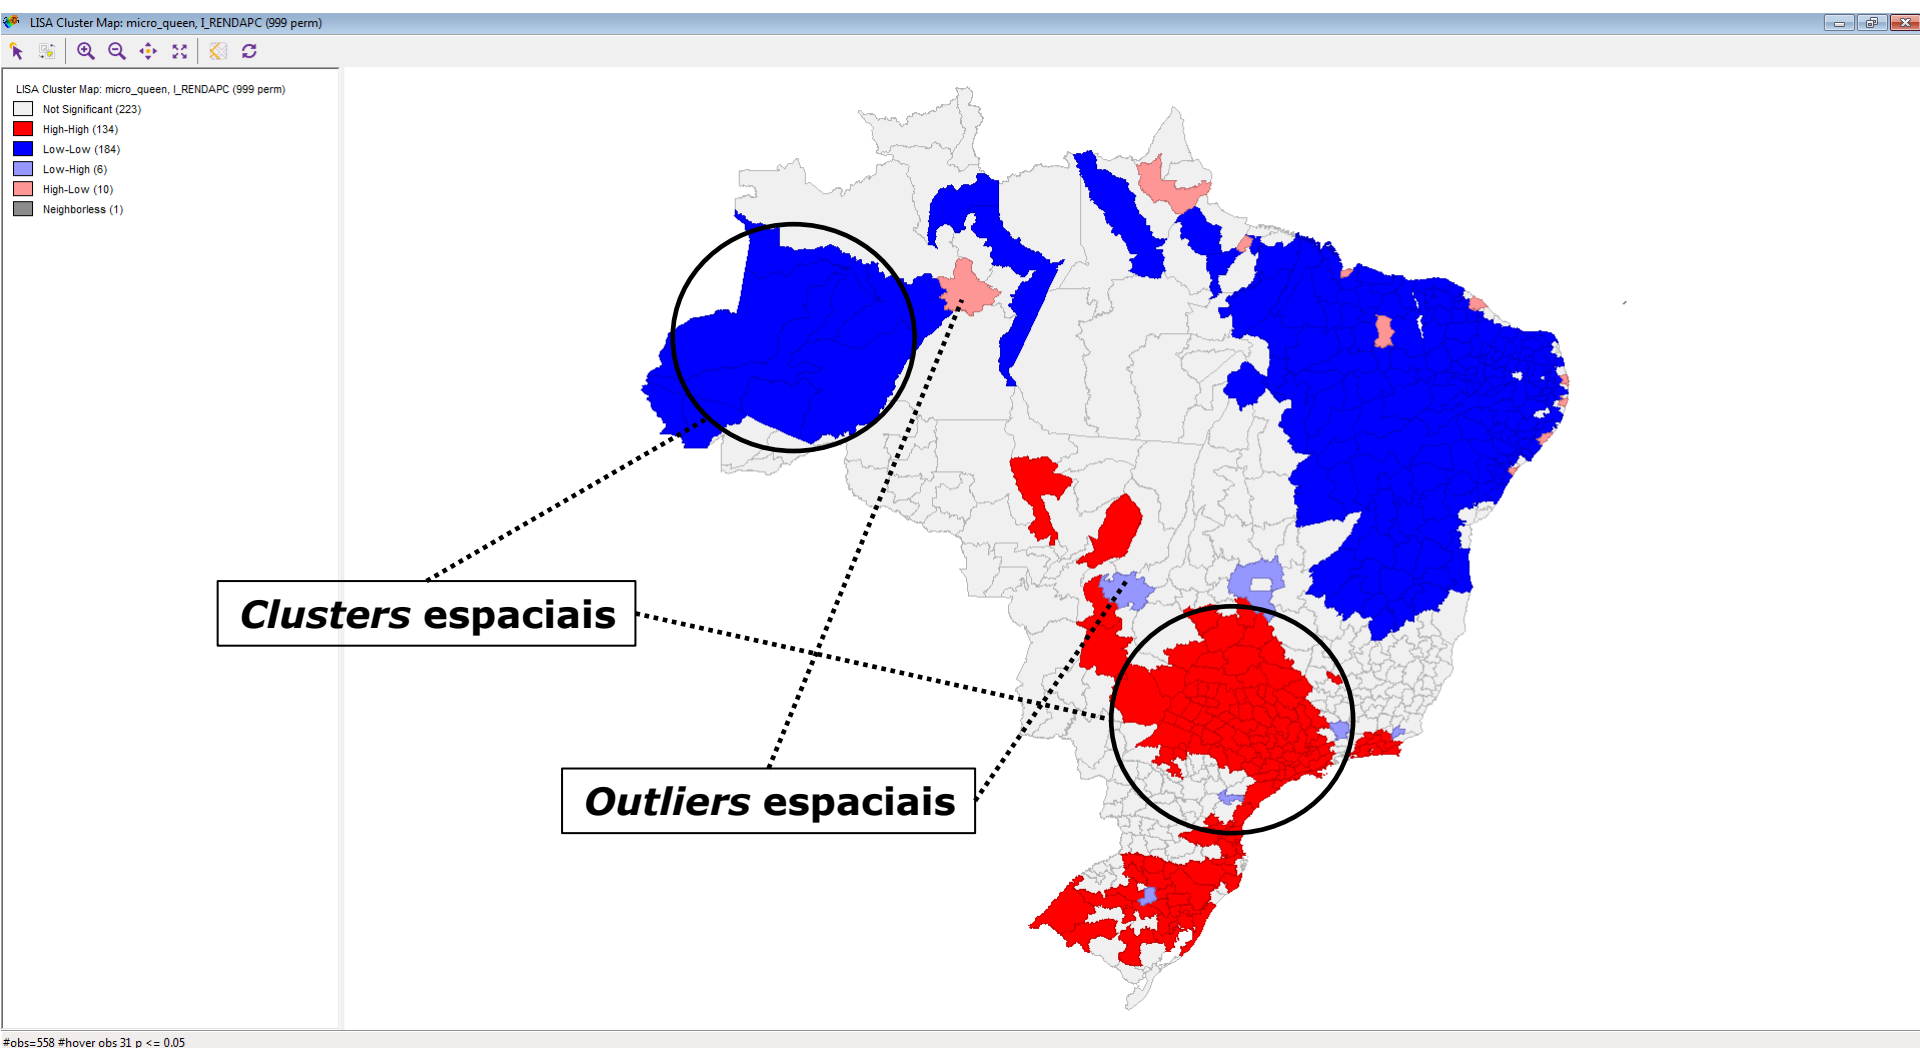 LISA Cluster Map: micro_queen, I_RENDAPC (999 perm)
LISA Cluster Map: micro_queen, I_RENDAPC (999 perm)
Not Significant (223)
High-High (134)
Low-Low (184)
Low-High (6)
High-Low (10)
Neighborless (1)
Clusters espaciais
Outliers espaciais
#obs=558 #hover obs 31 p <= 0.05